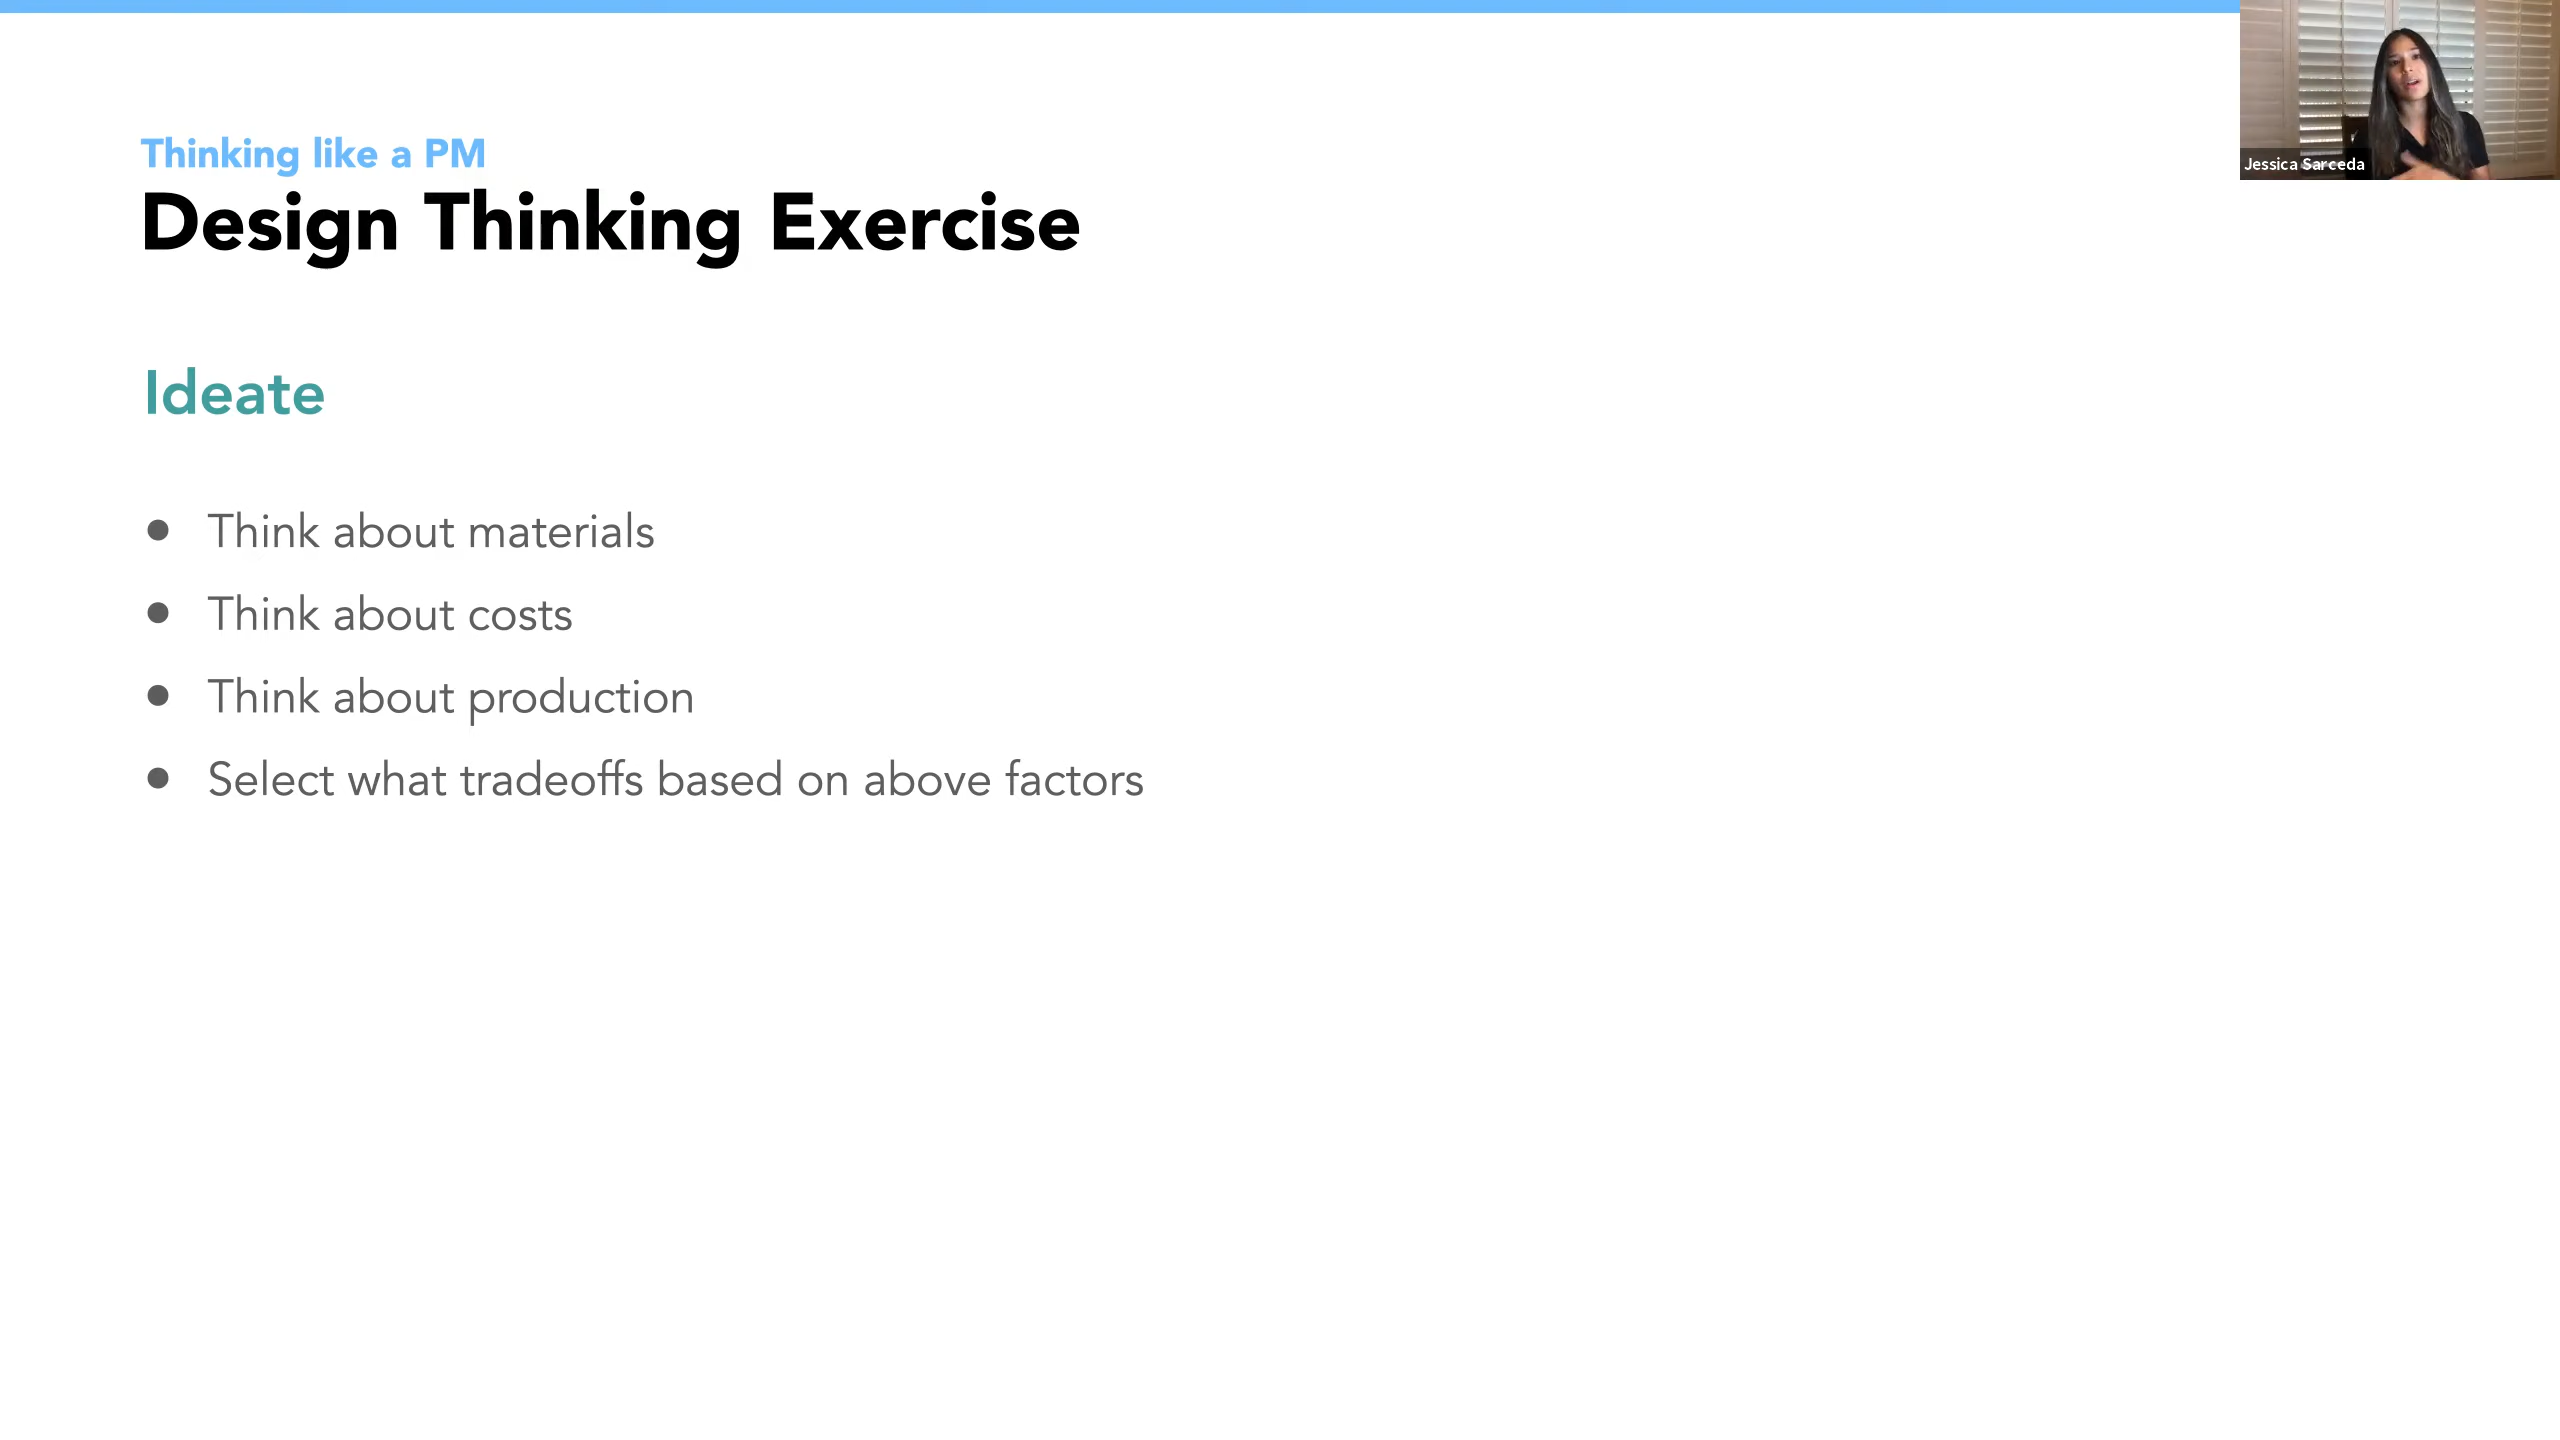 Thinking like a PM
Design Thinking Exercise
Jessica Sarceda
Ideate
● Think about materials
● Think about costs
● Think about production
● Select what tradeoffs based on above factors